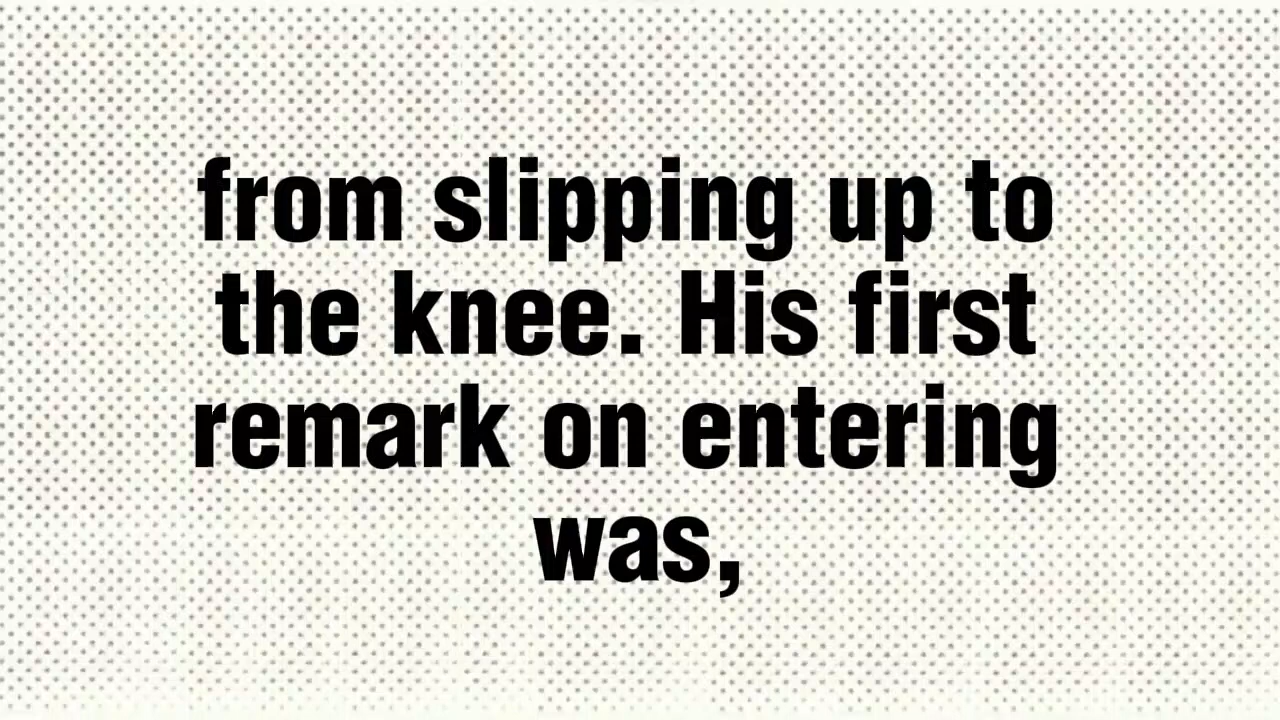 from slipping up to
the knee. His first
remark on entering
was,